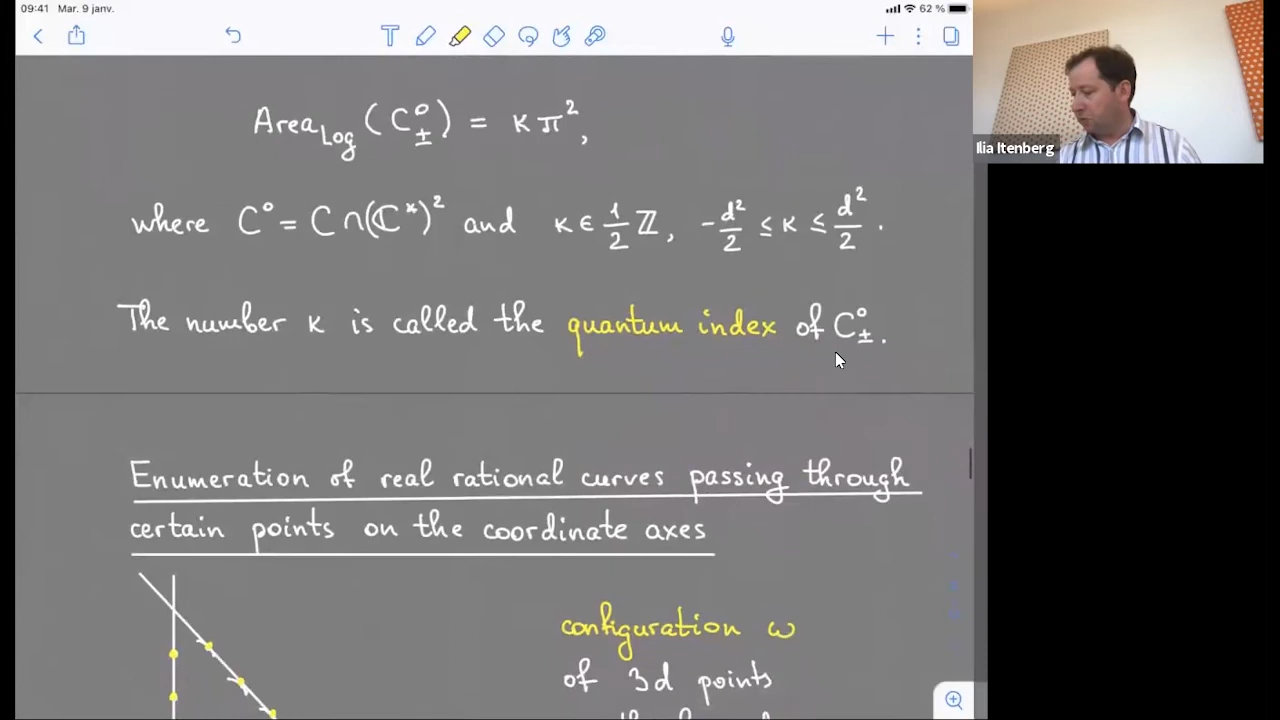 09:41 Mar. 9 janv.
62 %
Ilia Itenberg
Area_Log (C°_±) = κπ²,
where C° = C ∩ (ℂ*)² and κ ∈ 1/2 ℤ, -d²/2 ≤ κ ≤ d²/2.
The number κ is called the quantum index of C°_±.
Enumeration of real rational curves passing through
certain points on the coordinate axes
configuration ω
of 3d points